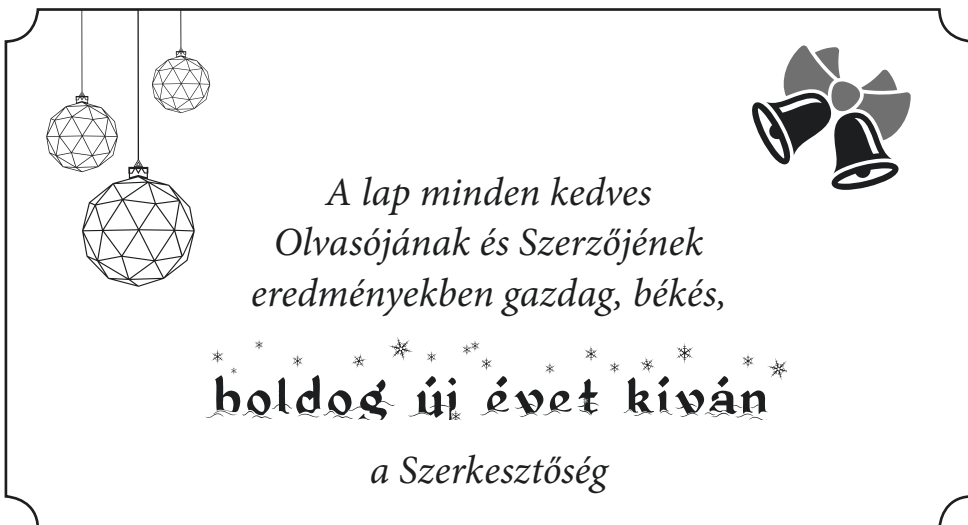 A lap minden kedves
Olvasójának és Szerzőjének
eredményekben gazdag, békés,
boldog új évet kíván
a Szerkesztőség